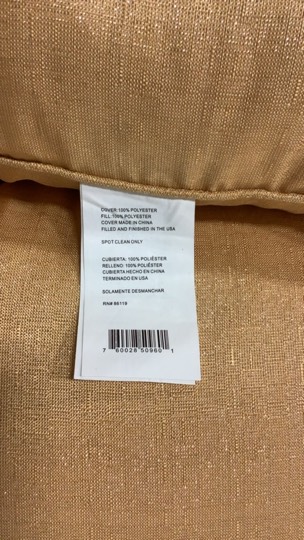 COVER: 100% POLYESTER
FILL: 100% POLYESTER
COVER MADE IN CHINA
FILLED AND FINISHED IN THE USA
SPOT CLEAN ONLY
CUBIERTA: 100% POLIÉSTER
RELLENO: 100% POLIÉSTER
CUBIERTA HECHO EN CHINA
TERMINADO EN USA
SOLAMENTE DESMANCHAR
RN# 66119
7 60028 50960 1